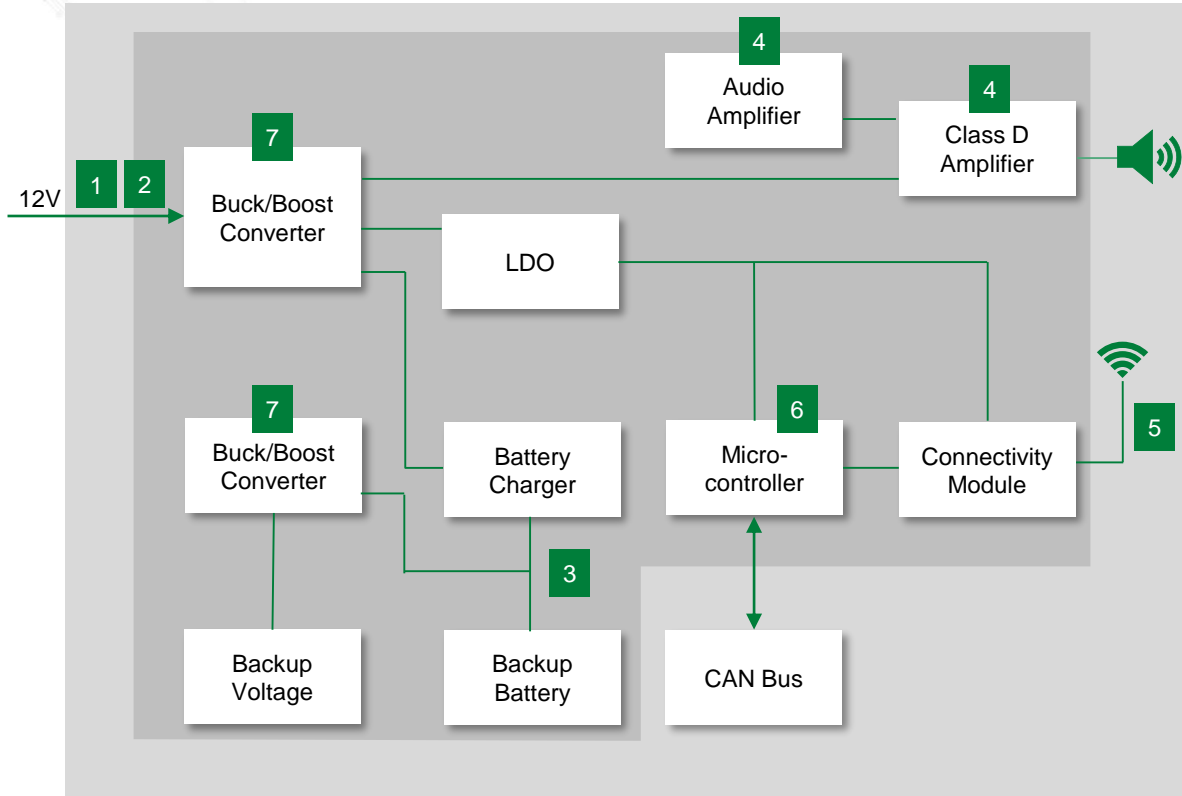 4
Audio
Amplifier
4
Class D
Amplifier
7
Buck/Boost
Converter
1
2
12V
LDO
7
Buck/Boost
Converter
Battery
Charger
6
Micro-
controller
Connectivity
Module
5
3
Backup
Voltage
Backup
Battery
CAN Bus